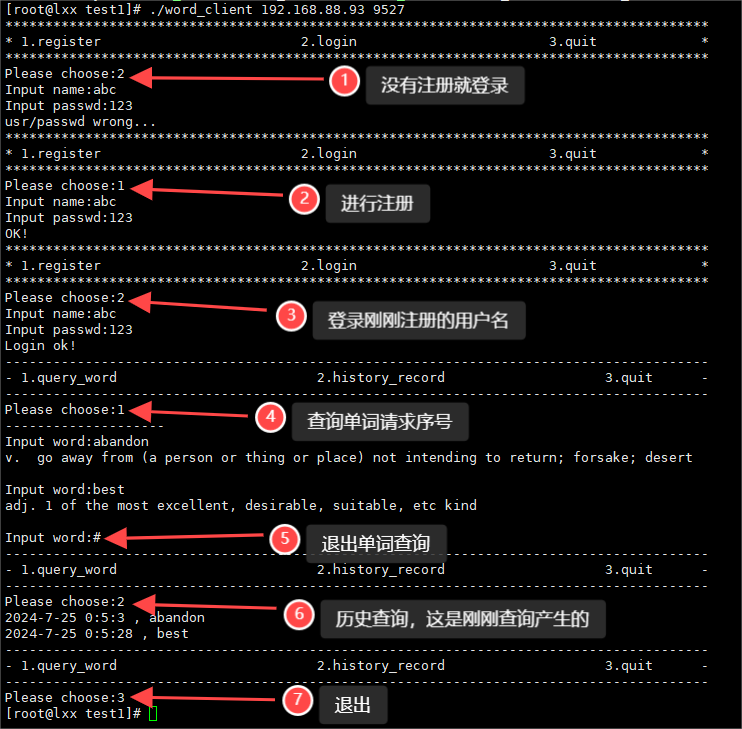 [root@lxx test1]# ./word_client 192.168.88.93 9527
****************************************************************************************
* 1.register                         2.login                        3.quit             *
****************************************************************************************
Please choose:2
1 没有注册就登录
Input name:abc
Input passwd:123
usr/passwd wrong...
****************************************************************************************
* 1.register                         2.login                        3.quit             *
****************************************************************************************
Please choose:1
2 进行注册
Input name:abc
Input passwd:123
OK!
****************************************************************************************
* 1.register                         2.login                        3.quit             *
****************************************************************************************
Please choose:2
3 登录刚刚注册的用户名
Input name:abc
Input passwd:123
Login ok!
----------------------------------------------------------------------------------------
- 1.query_word                         2.history_record                    3.quit      -
----------------------------------------------------------------------------------------
Please choose:1
4 查询单词请求序号
--------------------
Input word:abandon
v.  go away from (a person or thing or place) not intending to return; forsake; desert
Input word:best
adj. 1 of the most excellent, desirable, suitable, etc kind
Input word:#
5 退出单词查询
----------------------------------------------------------------------------------------
- 1.query_word                         2.history_record                    3.quit      -
----------------------------------------------------------------------------------------
Please choose:2
6 历史查询，这是刚刚查询产生的
2024-7-25 0:5:3 , abandon
2024-7-25 0:5:28 , best
----------------------------------------------------------------------------------------
- 1.query_word                         2.history_record                    3.quit      -
----------------------------------------------------------------------------------------
Please choose:3
7 退出
[root@lxx test1]#